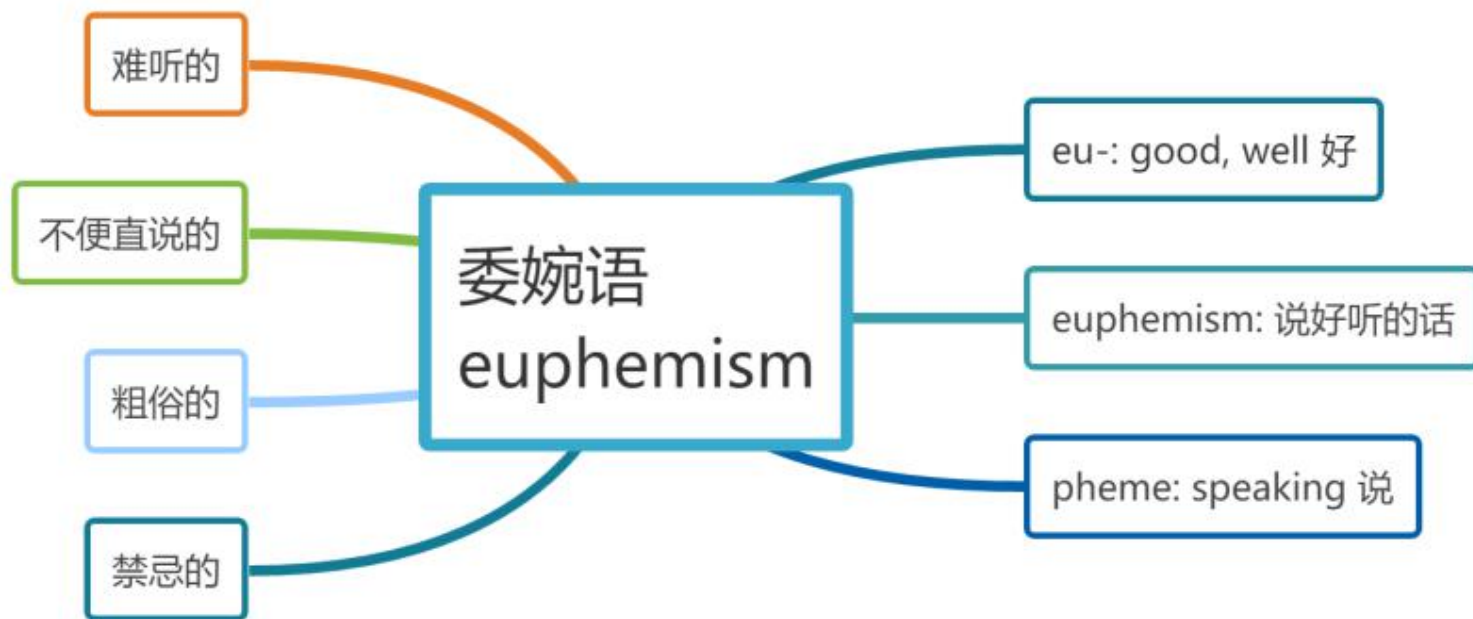 难听的
不便直说的
粗俗的
禁忌的
委婉语
euphemism
eu-: good, well 好
euphemism: 说好听的话
pheme: speaking 说